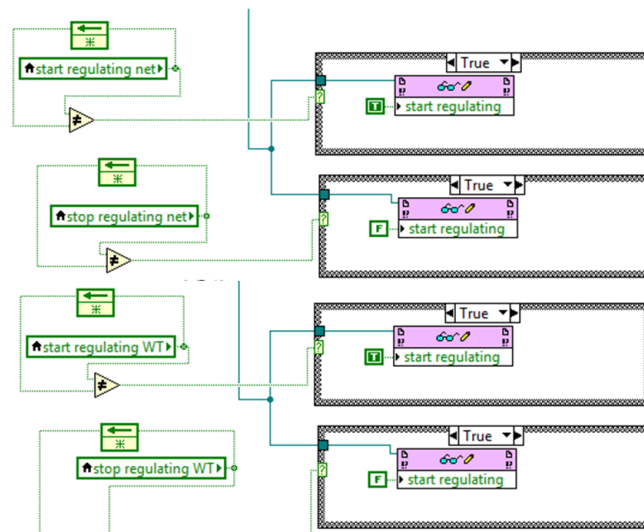 True
start regulating net
T
start regulating
≠
?
True
stop regulating net
F
start regulating
≠
?
True
start regulating WT
T
start regulating
≠
?
True
stop regulating WT
F
start regulating
?